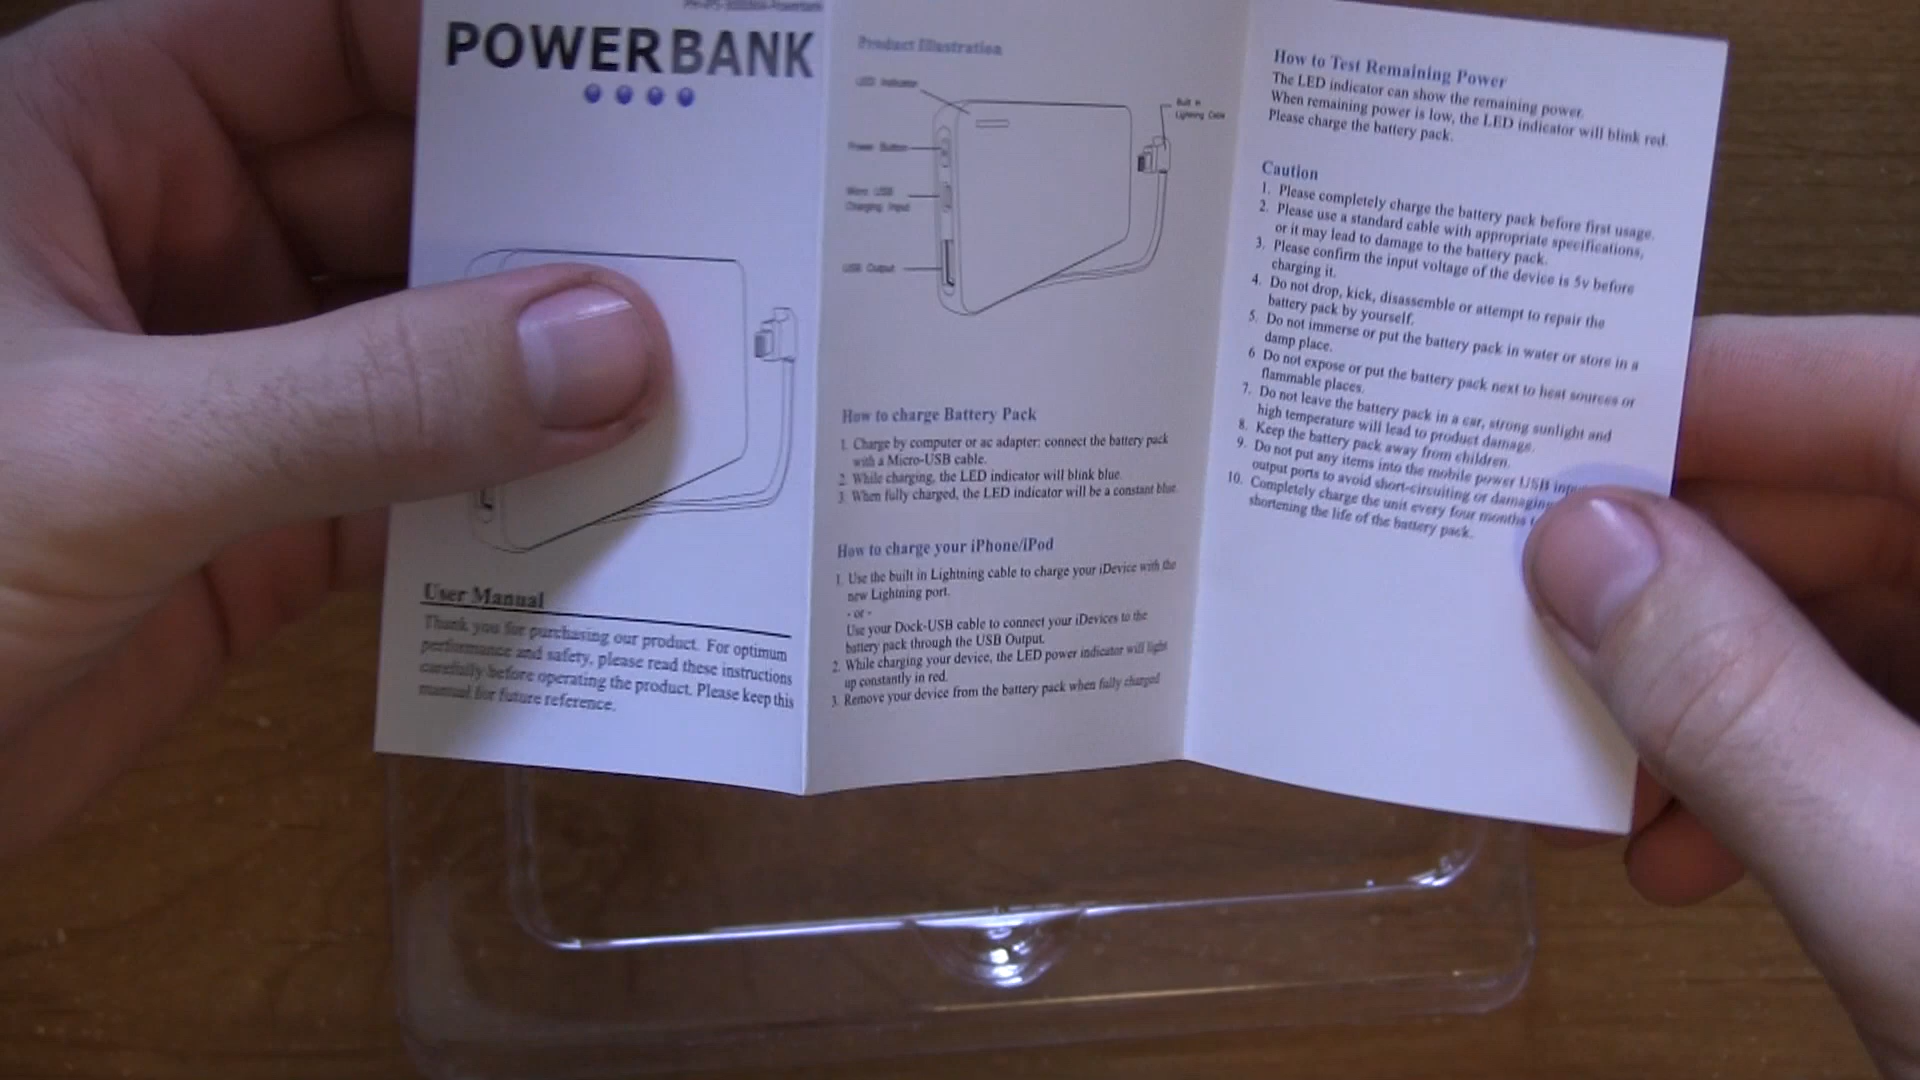 POWERBANK
User Manual
Thank you for purchasing our product. For optimum
performance and safety, please read these instructions
carefully before operating the product. Please keep this
manual for future reference.
Product Illustration
LED Indicator
Power Button
Micro USB
Charging Input
USB Output
Built in
Lightning Cable
How to charge Battery Pack
1. Charge by computer or ac adapter: connect the battery pack
with a Micro-USB cable.
2. While charging, the LED indicator will blink blue.
3. When fully charged, the LED indicator will be a constant blue.
How to charge your iPhone/iPod
1. Use the built in Lightning cable to charge your iDevice with the
new Lightning port.
- or -
Use your Dock-USB cable to connect your iDevices to the
battery pack through the USB Output.
2. While charging your device, the LED power indicator will light
up constantly in red.
3. Remove your device from the battery pack when fully charged
How to Test Remaining Power
The LED indicator can show the remaining power.
When remaining power is low, the LED indicator will blink red.
Please charge the battery pack.
Caution
1. Please completely charge the battery pack before first usage.
2. Please use a standard cable with appropriate specifications,
or it may lead to damage to the battery pack.
3. Please confirm the input voltage of the device is 5v before
charging it.
4. Do not drop, kick, disassemble or attempt to repair the
battery pack by yourself.
5. Do not immerse or put the battery pack in water or store in a
damp place.
6 Do not expose or put the battery pack next to heat sources or
flammable places.
7. Do not leave the battery pack in a car, strong sunlight and
high temperature will lead to product damage.
8. Keep the battery pack away from children.
9. Do not put any items into the mobile power USB
output ports to avoid short-circuiting or damaging
10. Completely charge the unit every four months
shortening the life of the battery pack.